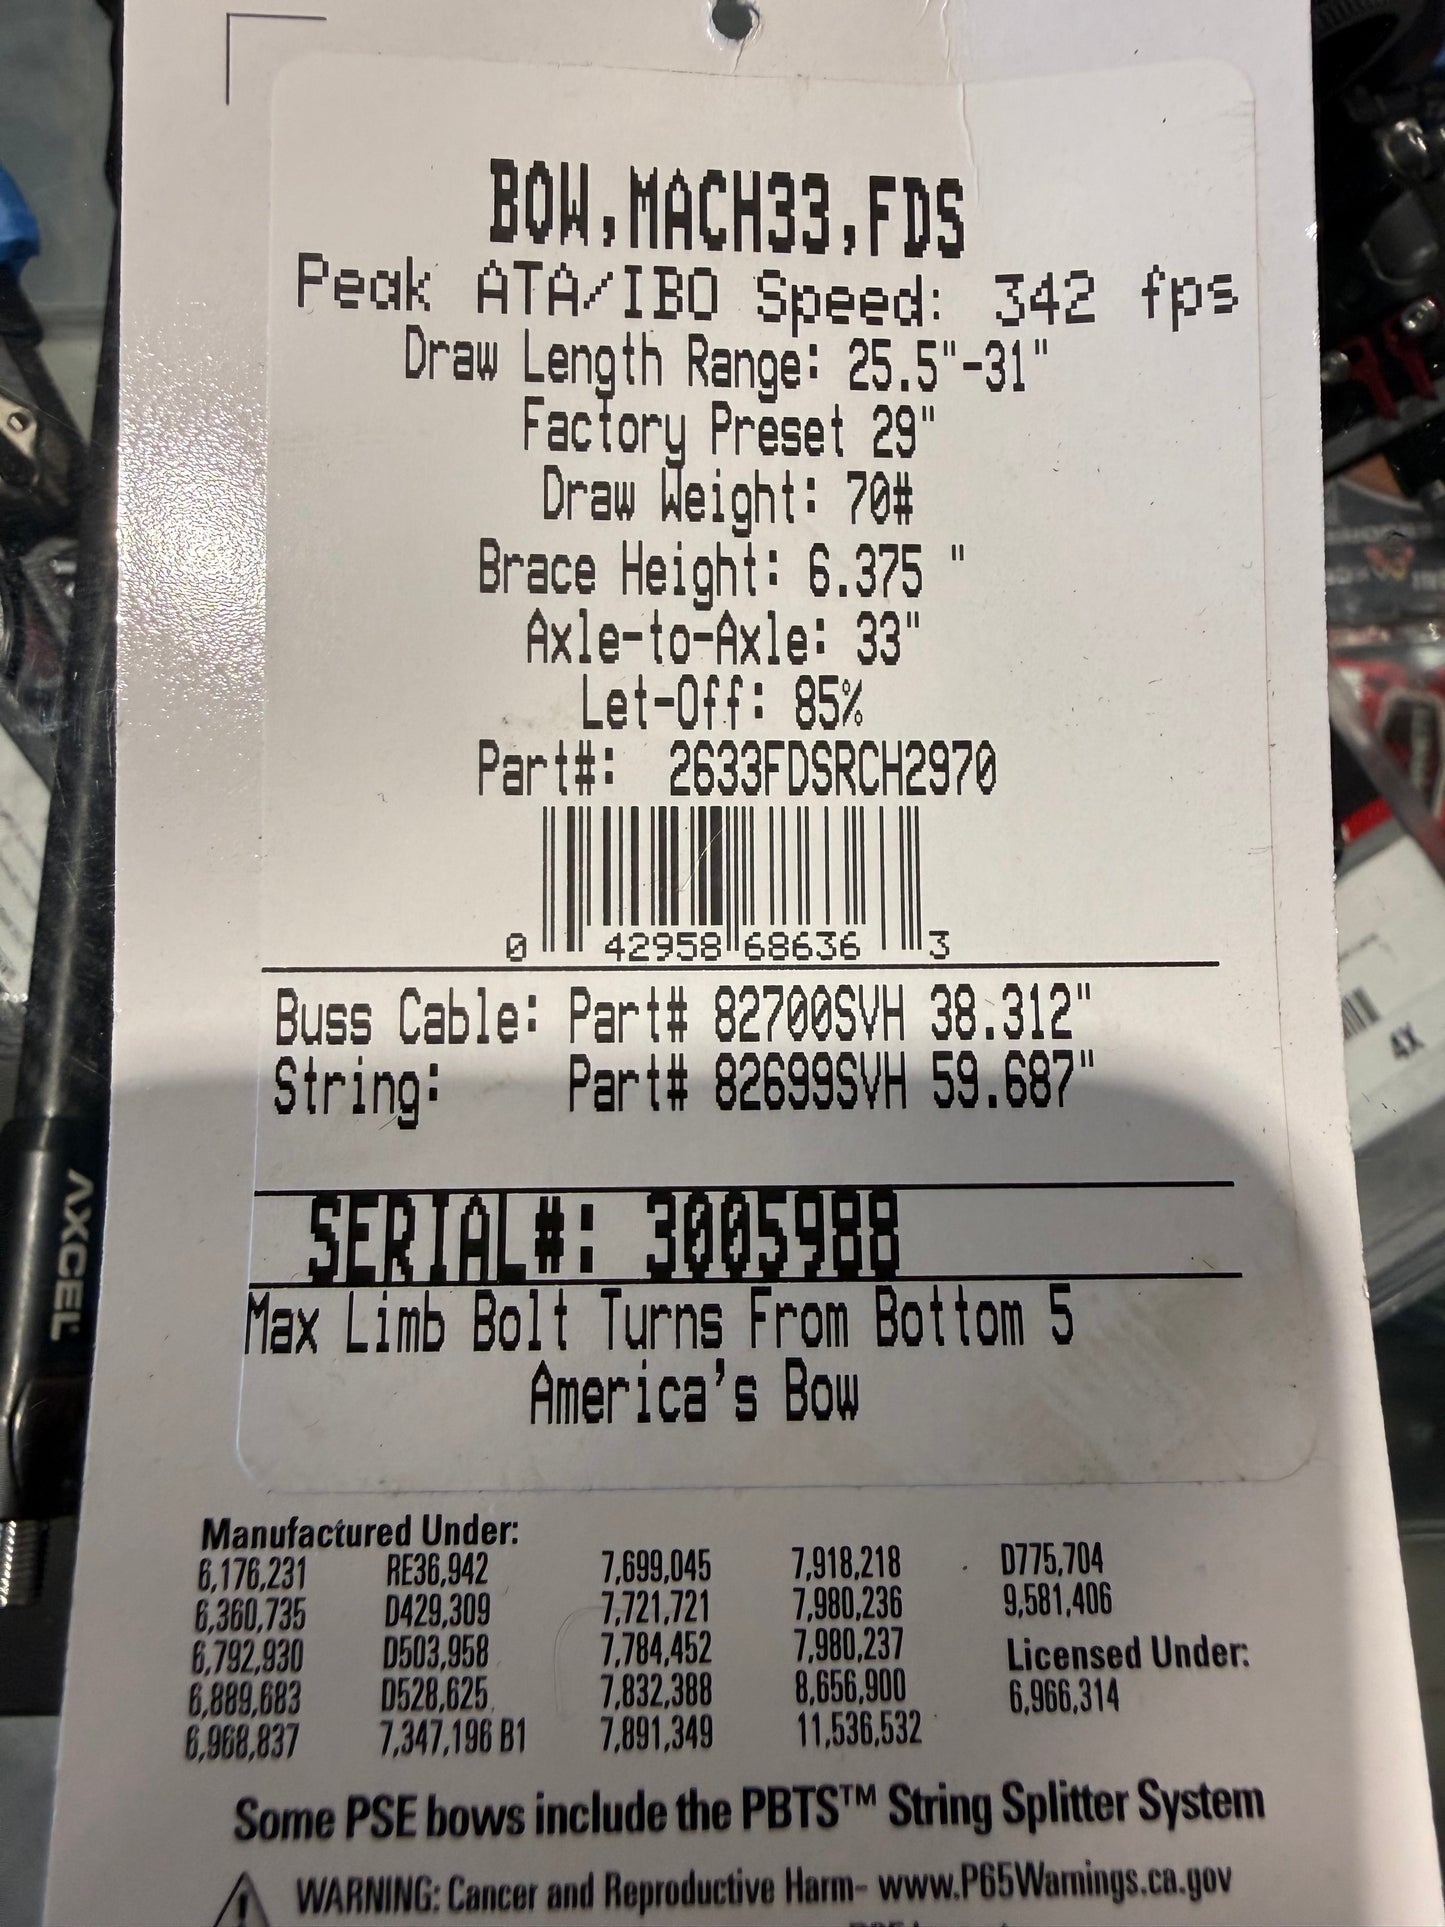 BOW,MACH33,FDS
Peak ATA/IBO Speed: 342 fps
Draw Length Range: 25.5"-31"
Factory Preset 29"
Draw Weight: 70#
Brace Height: 6.375 "
Axle-to-Axle: 33"
Let-Off: 85%
Part#: 2633FDSRCH2970
0 42958 68636 3
Buss Cable: Part# 82700SVH 38.312"
String: Part# 82699SVH 59.687"
SERIAL#: 3005988
Max Limb Bolt Turns From Bottom 5
America's Bow
Manufactured Under:
6,176,231 RE36,942 7,699,045 7,918,218 D775,704
6,360,735 D429,309 7,721,721 7,980,236 9,581,406
6,792,930 D503,958 7,784,452 7,980,237 Licensed Under:
6,889,683 D528,625 7,832,388 8,656,900 6,966,314
6,968,837 7,347,196 B1 7,891,349 11,536,532
Some PSE bows include the PBTS™ String Splitter System
WARNING: Cancer and Reproductive Harm- www.P65Warnings.ca.gov
AXCEL
4X